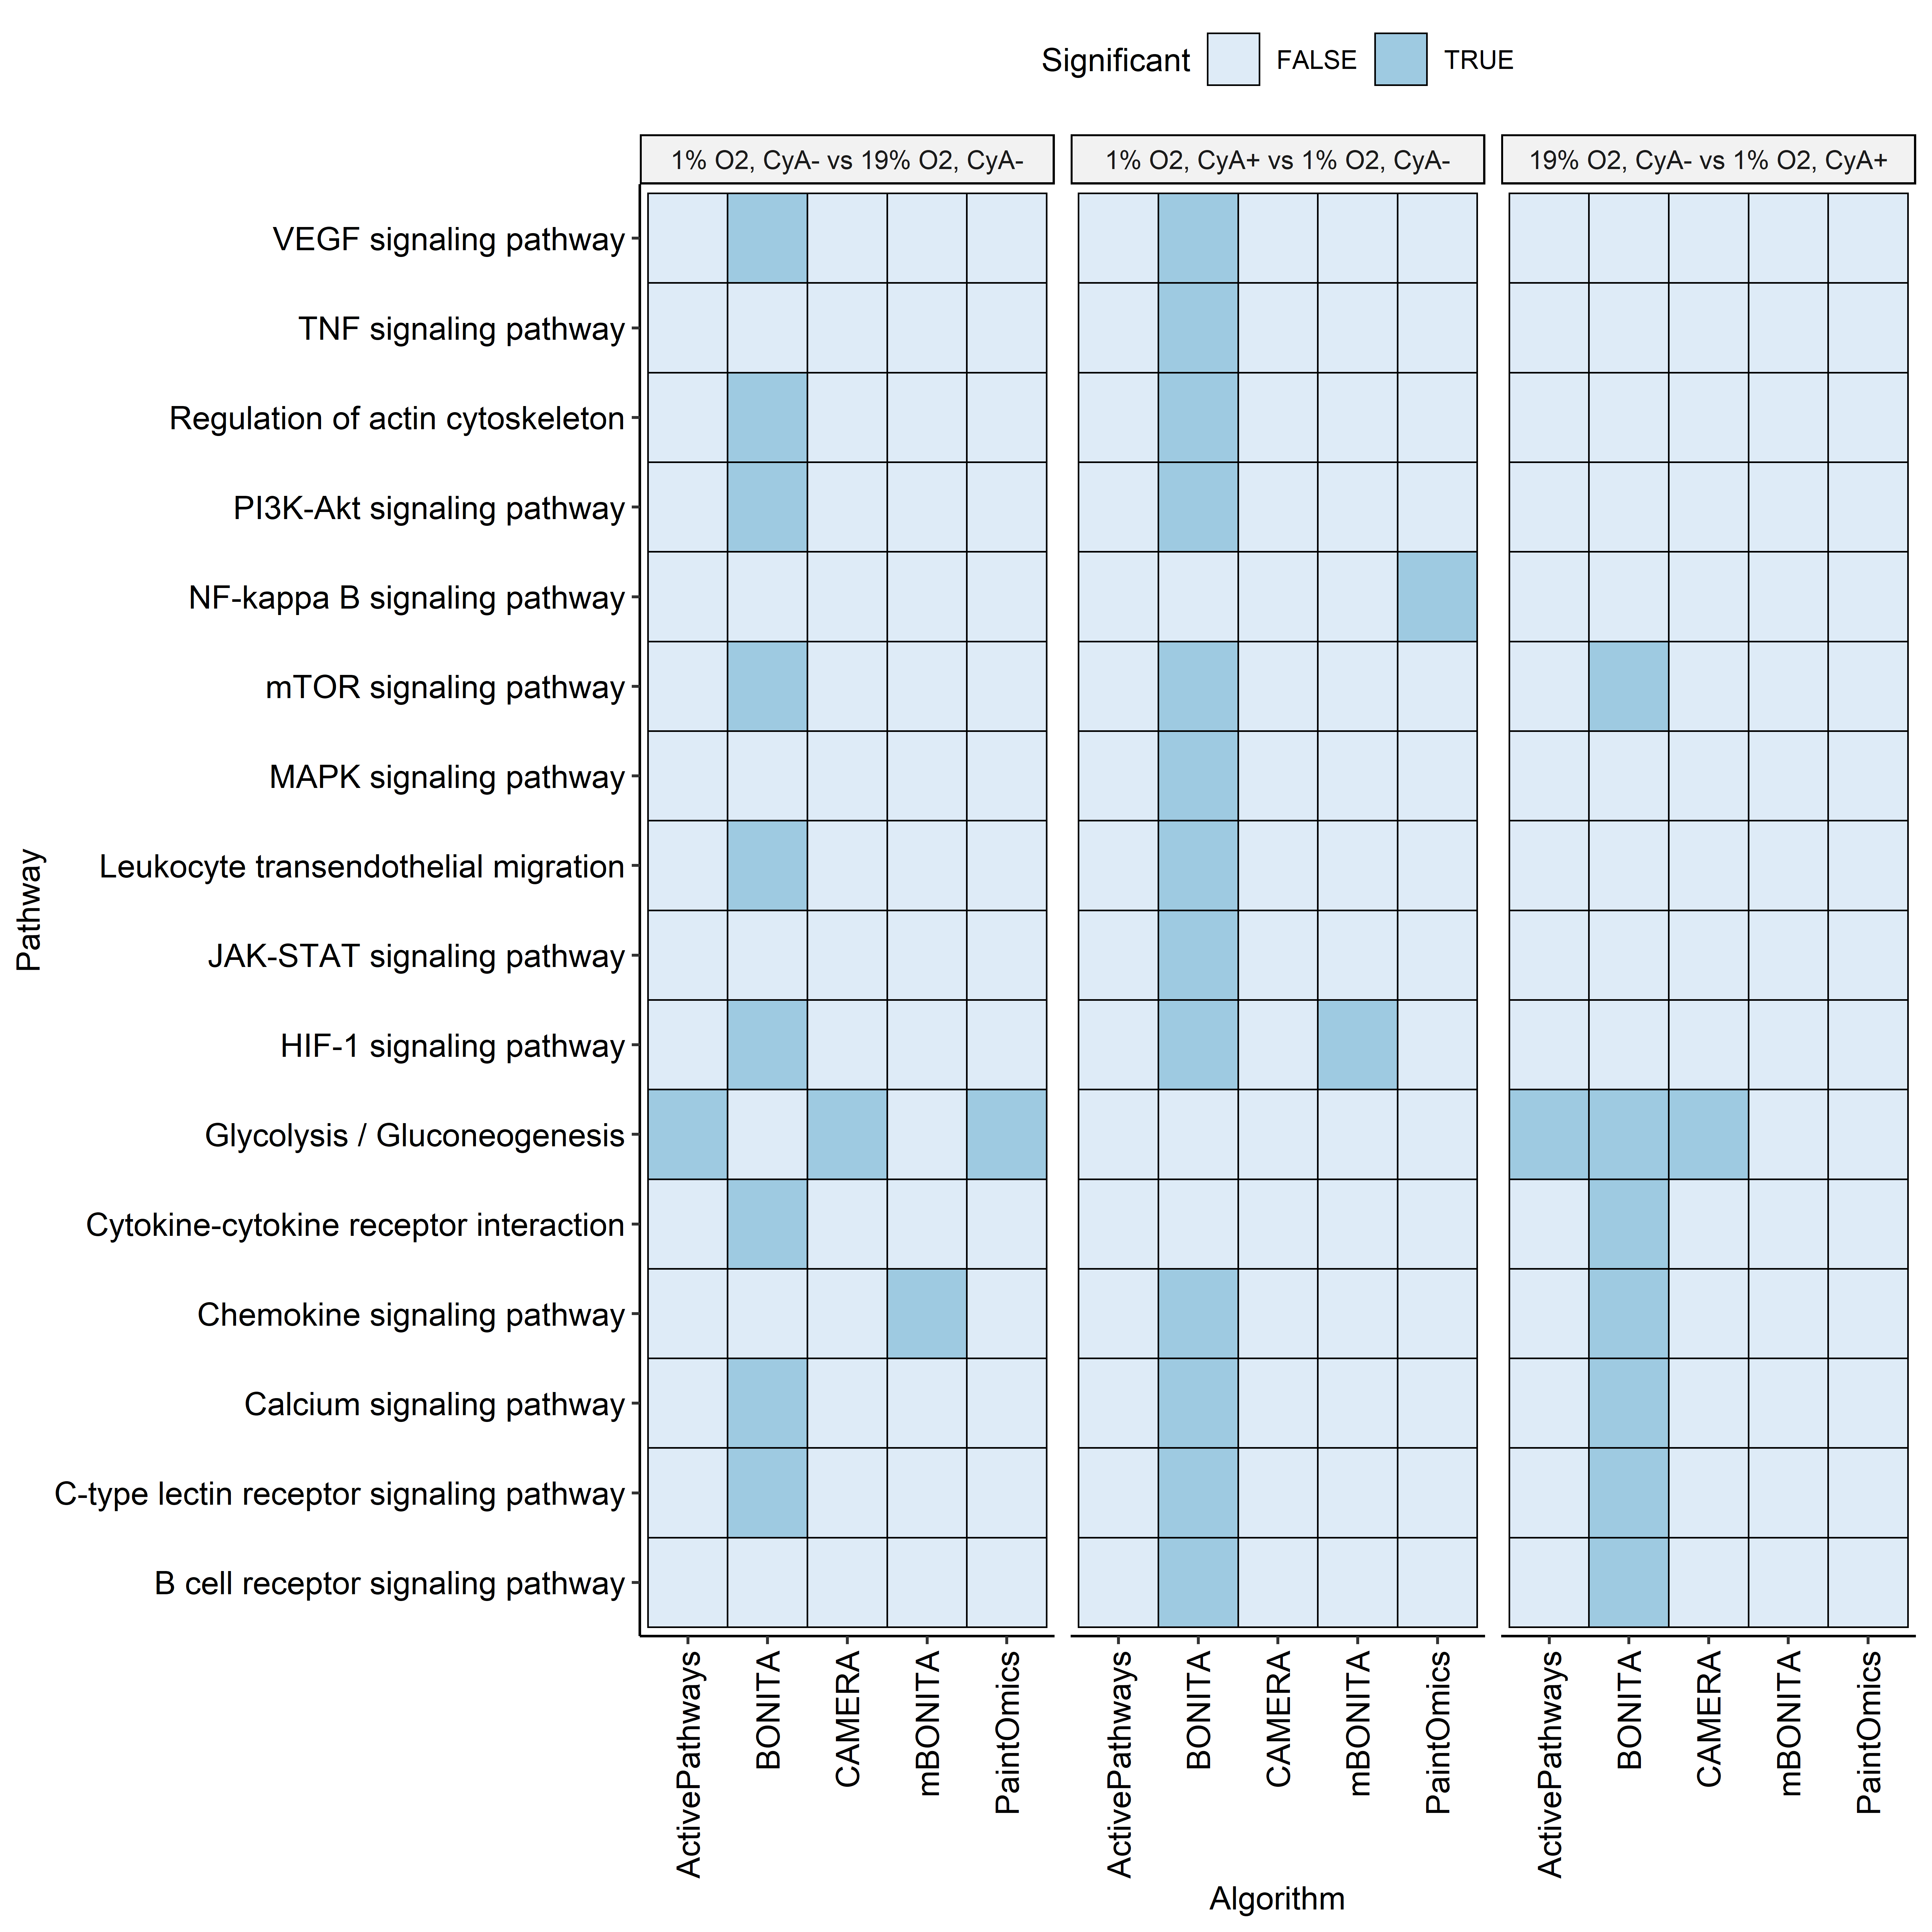 Significant FALSE TRUE
1% O2, CyA- vs 19% O2, CyA- 1% O2, CyA+ vs 1% O2, CyA- 19% O2, CyA- vs 1% O2, CyA+
Pathway
VEGF signaling pathway
TNF signaling pathway
Regulation of actin cytoskeleton
PI3K-Akt signaling pathway
NF-kappa B signaling pathway
mTOR signaling pathway
MAPK signaling pathway
Leukocyte transendothelial migration
JAK-STAT signaling pathway
HIF-1 signaling pathway
Glycolysis / Gluconeogenesis
Cytokine-cytokine receptor interaction
Chemokine signaling pathway
Calcium signaling pathway
C-type lectin receptor signaling pathway
B cell receptor signaling pathway
ActivePathways BONITA CAMERA mBONITA PaintOmics ActivePathways BONITA CAMERA mBONITA PaintOmics ActivePathways BONITA CAMERA mBONITA PaintOmics
Algorithm